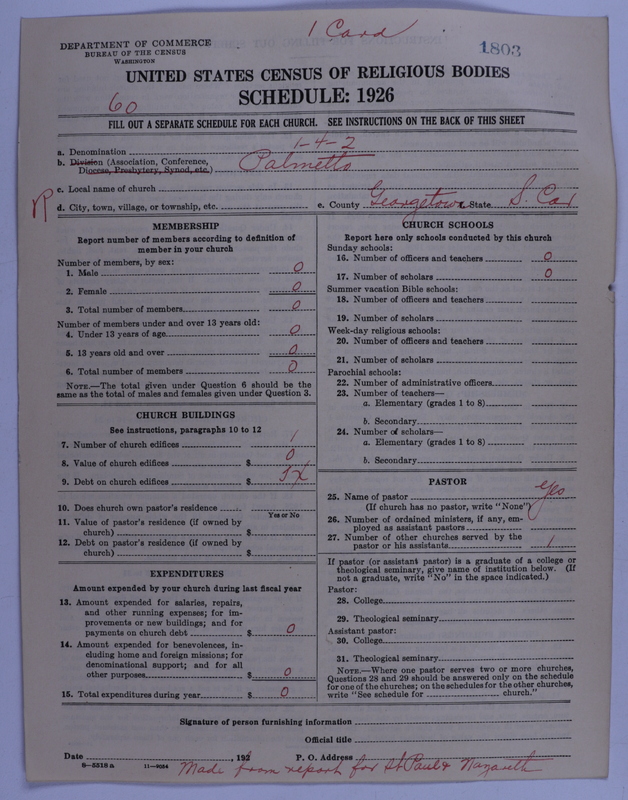 1 Card
DEPARTMENT OF COMMERCE
BUREAU OF THE CENSUS
WASHINGTON
1803
UNITED STATES CENSUS OF RELIGIOUS BODIES
SCHEDULE: 1926
60
FILL OUT A SEPARATE SCHEDULE FOR EACH CHURCH. SEE INSTRUCTIONS ON THE BACK OF THIS SHEET
a. Denomination 1-4-2
b. Division (Association, Conference, Diocese, Presbytery, Synod, etc.) Palmetto
c. Local name of church
R
d. City, town, village, or township, etc. e. County Georgetown State S. Car
MEMBERSHIP
Report number of members according to definition of
member in your church
Number of members, by sex:
1. Male 0
2. Female 0
3. Total number of members 0
Number of members under and over 13 years old:
4. Under 13 years of age 0
5. 13 years old and over 0
6. Total number of members 0
NOTE.—The total given under Question 6 should be the
same as the total of males and females given under Question 3.
CHURCH BUILDINGS
See instructions, paragraphs 10 to 12
7. Number of church edifices 1
8. Value of church edifices $ 0
9. Debt on church edifices $
10. Does church own pastor's residence
Yes or No
11. Value of pastor's residence (if owned by
church) $
12. Debt on pastor's residence (if owned by
church) $
EXPENDITURES
Amount expended by your church during last fiscal year
13. Amount expended for salaries, repairs,
and other running expenses; for im-
provements or new buildings; and for
payments on church debt $ 0
14. Amount expended for benevolences, in-
cluding home and foreign missions; for
denominational support; and for all
other purposes $ 0
15. Total expenditures during year $ 0
CHURCH SCHOOLS
Report here only schools conducted by this church
Sunday schools:
16. Number of officers and teachers 0
17. Number of scholars 0
Summer vacation Bible schools:
18. Number of officers and teachers
19. Number of scholars
Week-day religious schools:
20. Number of officers and teachers
21. Number of scholars
Parochial schools:
22. Number of administrative officers
23. Number of teachers—
a. Elementary (grades 1 to 8)
b. Secondary
24. Number of scholars—
a. Elementary (grades 1 to 8)
b. Secondary
PASTOR
25. Name of pastor yes
(If church has no pastor, write "None")
26. Number of ordained ministers, if any, em-
ployed as assistant pastors
27. Number of other churches served by the
pastor or his assistants 1
If pastor (or assistant pastor) is a graduate of a college or
theological seminary, give name of institution below. (If
not a graduate, write "No" in the space indicated.)
Pastor:
28. College
29. Theological seminary
Assistant pastor:
30. College
31. Theological seminary
NOTE.—Where one pastor serves two or more churches,
Questions 28 and 29 should be answered only on the schedule
for one of the churches; on the schedules for the other churches,
write "See schedule for church."
Signature of person furnishing information
Official title
Date , 192 P. O. Address
8-5318a 11-9024 Made from report for St Paul & Nazareth